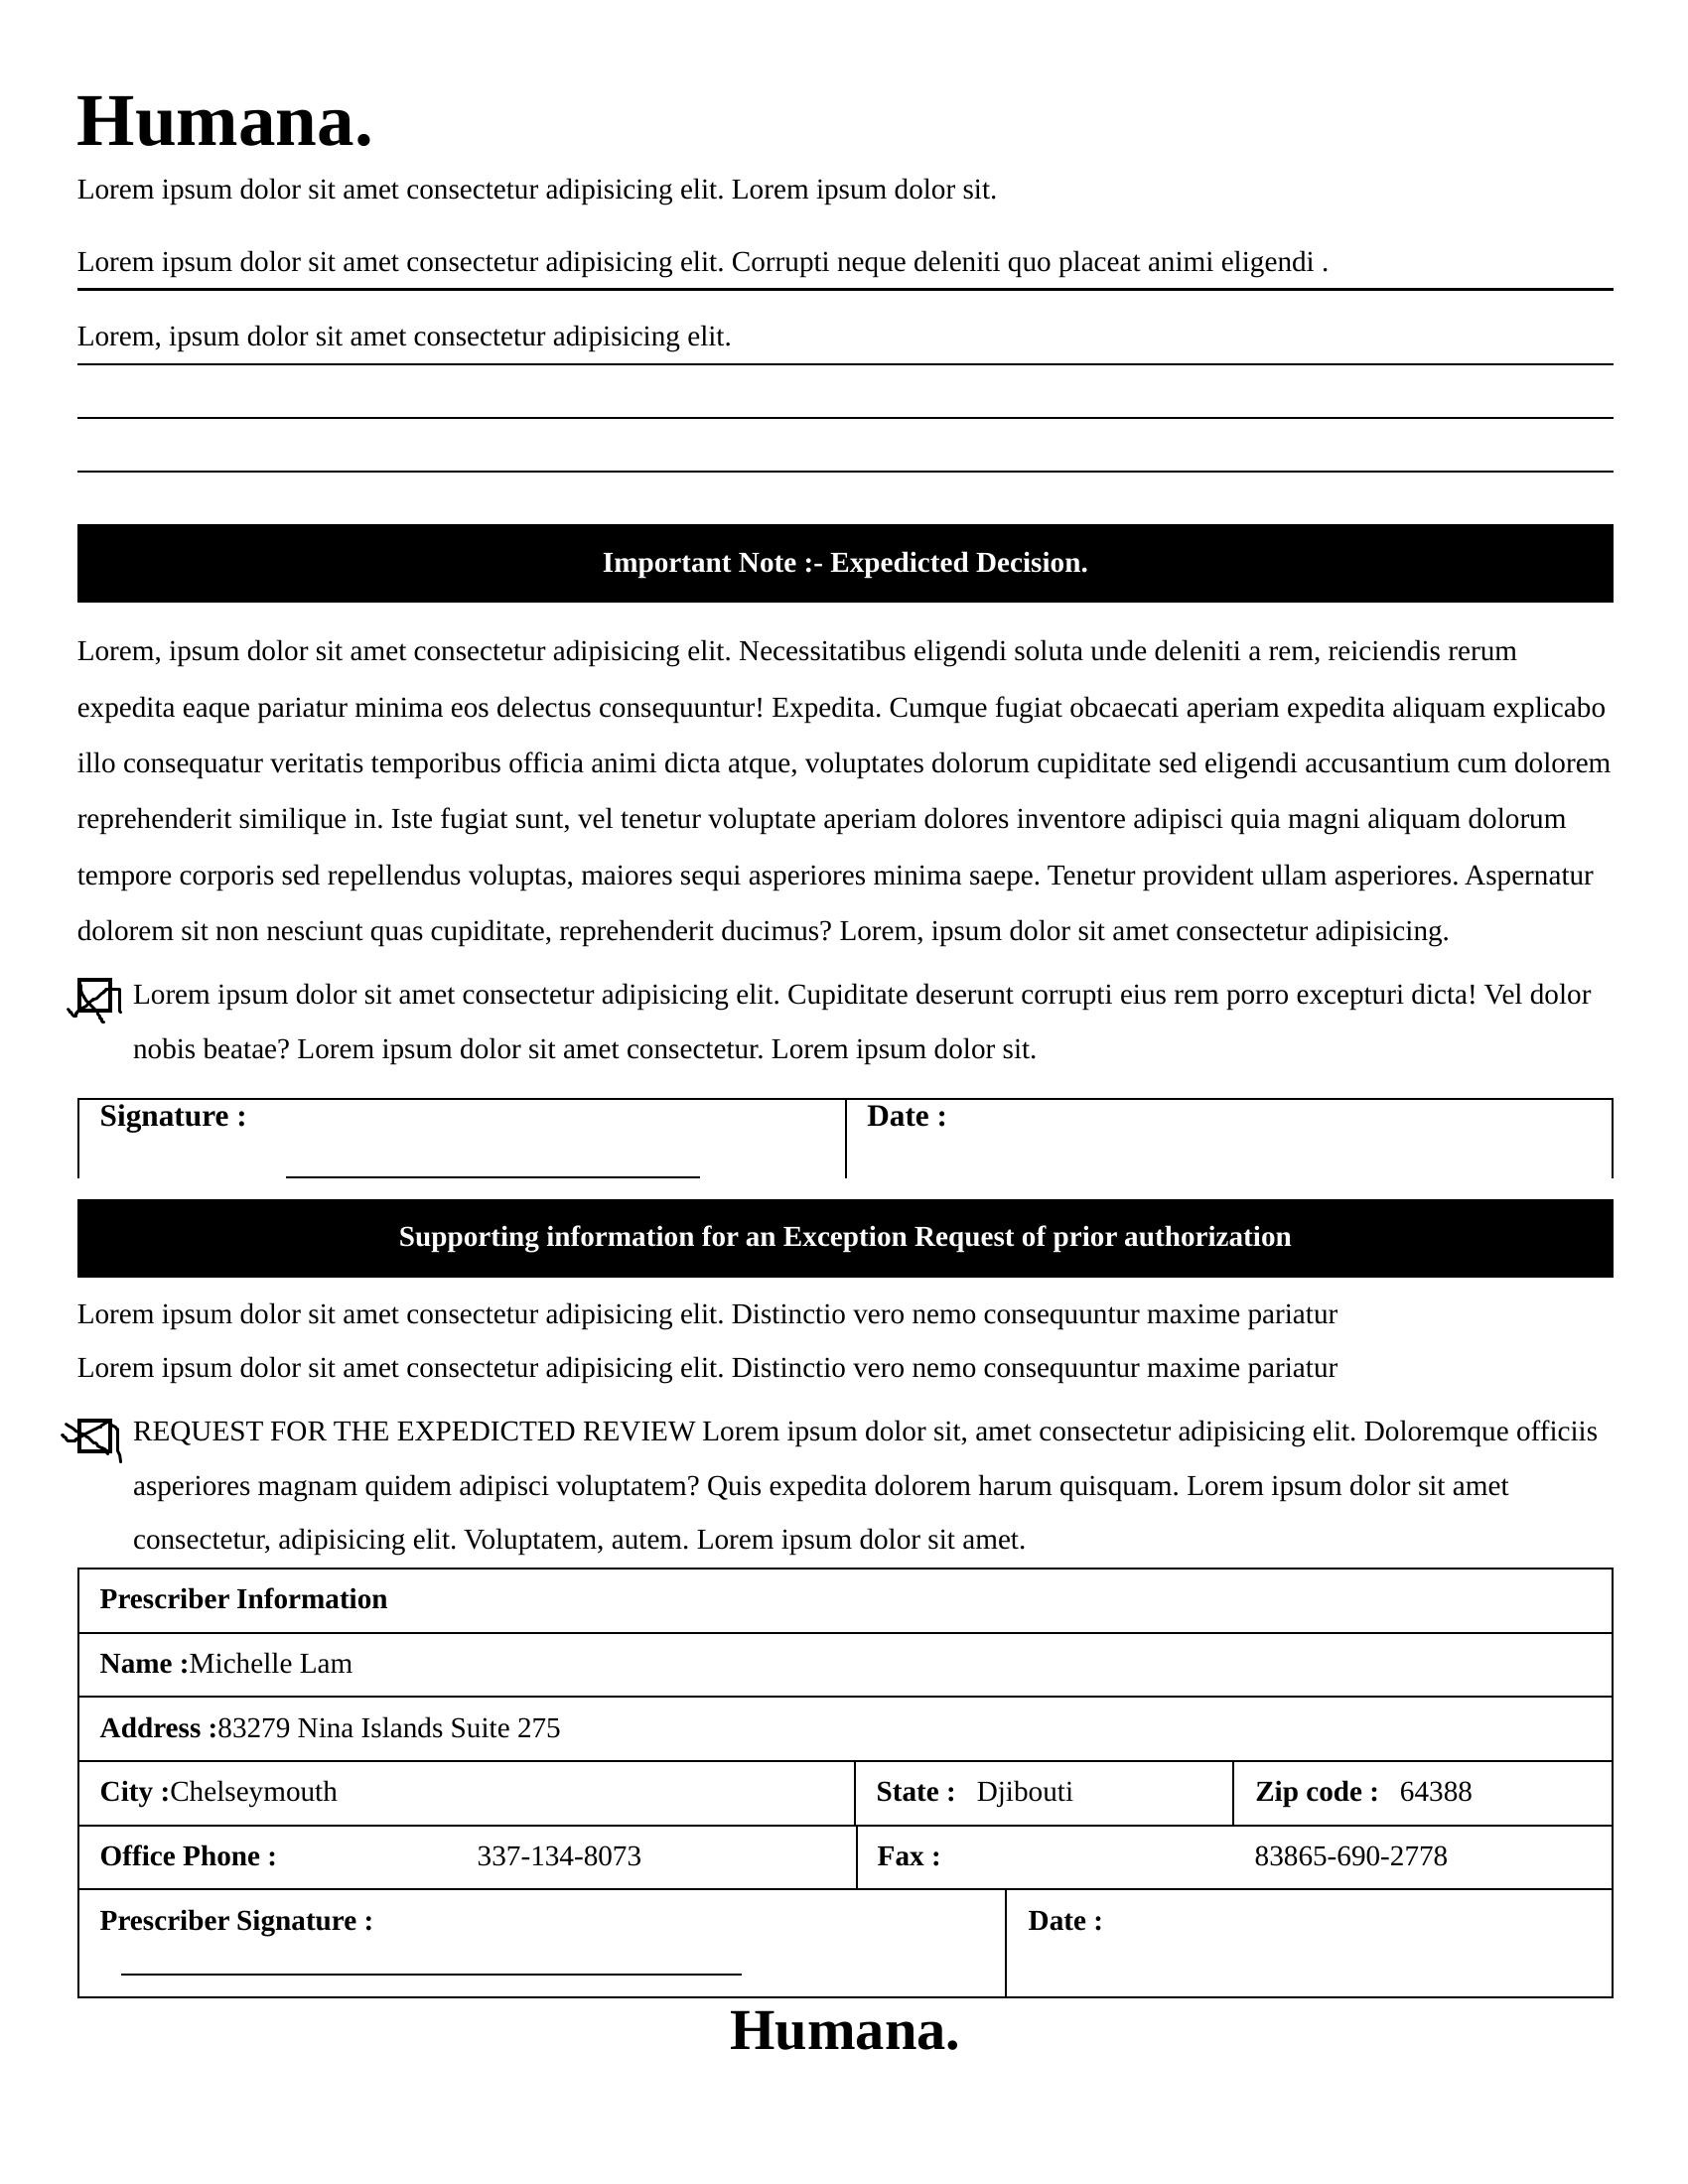 Humana.
Lorem ipsum dolor sit amet consectetur adipisicing elit. Lorem ipsum dolor sit.
Lorem ipsum dolor sit amet consectetur adipisicing elit. Corrupti neque deleniti quo placeat animi eligendi .
Lorem, ipsum dolor sit amet consectetur adipisicing elit.
Important Note :- Expedicted Decision.
Lorem, ipsum dolor sit amet consectetur adipisicing elit. Necessitatibus eligendi soluta unde deleniti a rem, reiciendis rerum
expedita eaque pariatur minima eos delectus consequuntur! Expedita. Cumque fugiat obcaecati aperiam expedita aliquam explicabo
illo consequatur veritatis temporibus officia animi dicta atque, voluptates dolorum cupiditate sed eligendi accusantium cum dolorem
reprehenderit similique in. Iste fugiat sunt, vel tenetur voluptate aperiam dolores inventore adipisci quia magni aliquam dolorum
tempore corporis sed repellendus voluptas, maiores sequi asperiores minima saepe. Tenetur provident ullam asperiores. Aspernatur
dolorem sit non nesciunt quas cupiditate, reprehenderit ducimus? Lorem, ipsum dolor sit amet consectetur adipisicing.
Lorem ipsum dolor sit amet consectetur adipisicing elit. Cupiditate deserunt corrupti eius rem porro excepturi dicta! Vel dolor
nobis beatae? Lorem ipsum dolor sit amet consectetur. Lorem ipsum dolor sit.
Signature : Date :
Supporting information for an Exception Request of prior authorization
Lorem ipsum dolor sit amet consectetur adipisicing elit. Distinctio vero nemo consequuntur maxime pariatur
Lorem ipsum dolor sit amet consectetur adipisicing elit. Distinctio vero nemo consequuntur maxime pariatur
REQUEST FOR THE EXPEDICTED REVIEW Lorem ipsum dolor sit, amet consectetur adipisicing elit. Doloremque officiis
asperiores magnam quidem adipisci voluptatem? Quis expedita dolorem harum quisquam. Lorem ipsum dolor sit amet
consectetur, adipisicing elit. Voluptatem, autem. Lorem ipsum dolor sit amet.
Prescriber Information
Name :Michelle Lam
Address :83279 Nina Islands Suite 275
City :Chelseymouth State : Djibouti Zip code : 64388
Office Phone : 337-134-8073 Fax : 83865-690-2778
Prescriber Signature : Date :
Humana.